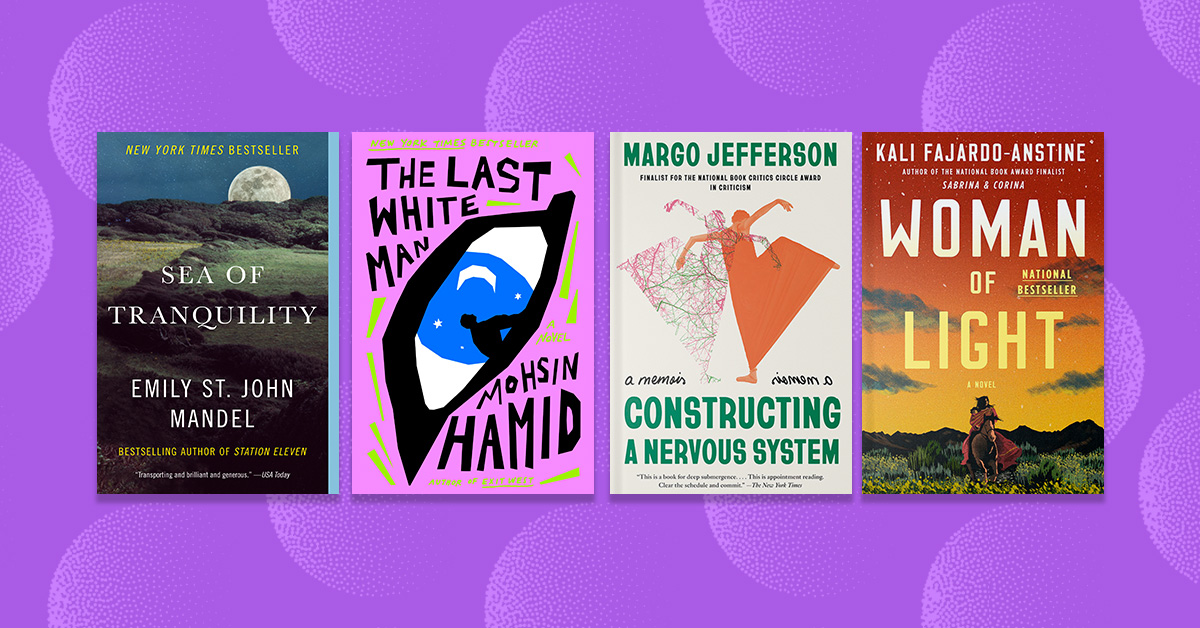 NEW YORK TIMES BESTSELLER
SEA OF
TRANQUILITY
EMILY ST. JOHN
MANDEL
BESTSELLING AUTHOR OF STATION ELEVEN
"Transporting and brilliant and generous." —USA Today
NEW YORK TIMES BESTSELLER
THE LAST
WHITE
MAN
A
NOVEL
MOHSIN
HAMID
AUTHOR OF EXIT WEST
MARGO JEFFERSON
FINALIST FOR THE NATIONAL BOOK CRITICS CIRCLE AWARD
IN CRITICISM
a memoir
a memoir
CONSTRUCTING
A NERVOUS SYSTEM
"This is a book for deep submergence. . . . This is appointment reading.
Clear the schedule and commit." —The New York Times
KALI FAJARDO-ANSTINE
AUTHOR OF THE NATIONAL BOOK AWARD FINALIST
SABRINA & CORINA
WOMAN
OF
NATIONAL
BESTSELLER
LIGHT
A NOVEL